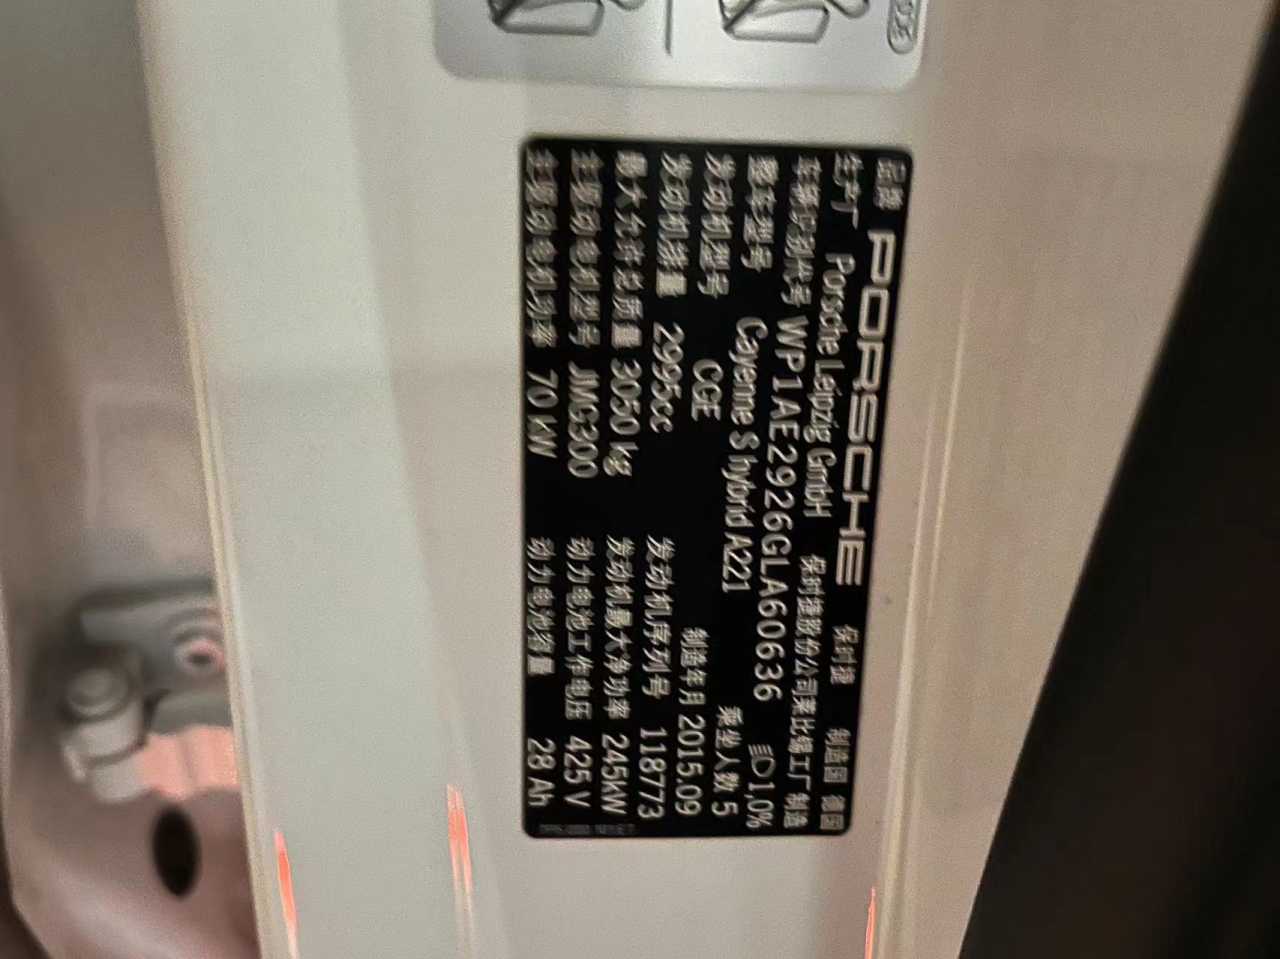 品牌 PORSCHE 保时捷 制造国 德国
生产厂 Porsche Leipzig GmbH 保时捷股份公司莱比锡工厂 制造
车辆识别代号 WP1AE2926GLA60636 1,0%
整车型号 Cayenne S hybrid A221 乘坐人数 5
发动机型号 CGE 制造年月 2015.09
发动机排量 2995cc 发动机序列号 118773
最大允许总质量 3050 kg 发动机最大净功率 245kW
主驱动电机型号 JMG300 动力电池工作电压 425 V
主驱动电机功率 70 kW 动力电池容量 28 Ah